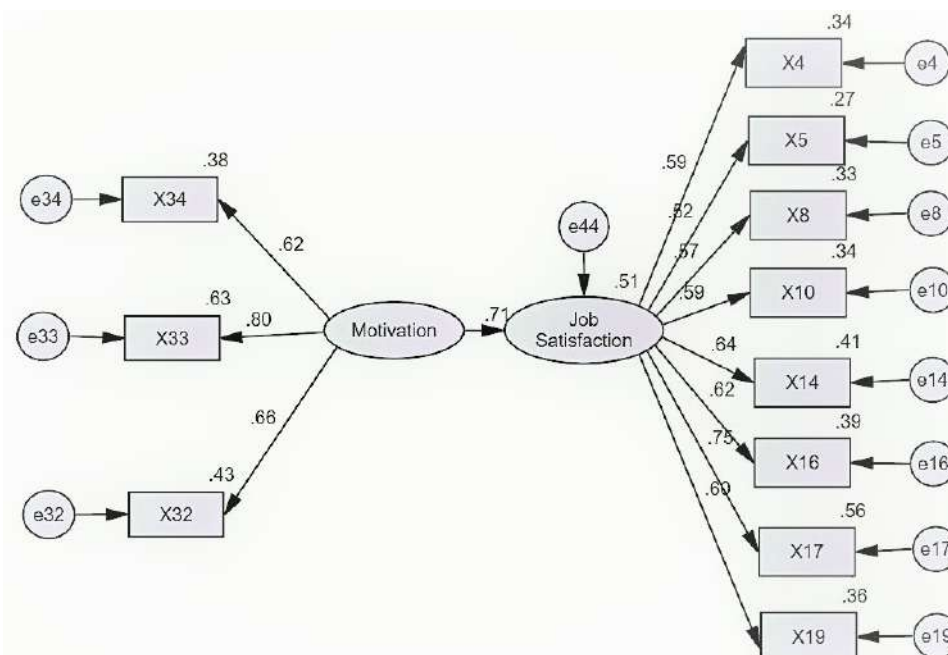 .34
X4
e4
.27
X5
e5
.59
.38
.33
X34
e34
.52
X8
e8
e44
.62
.57
.34
.51
.59
X10
e10
.63
.80
X33
e33
Motivation
.71
Job
Satisfaction
.64
.41
X14
e14
.62
.66
.39
.75
X16
e16
.43
.60
X32
e32
.56
X17
e17
.36
X19
e19